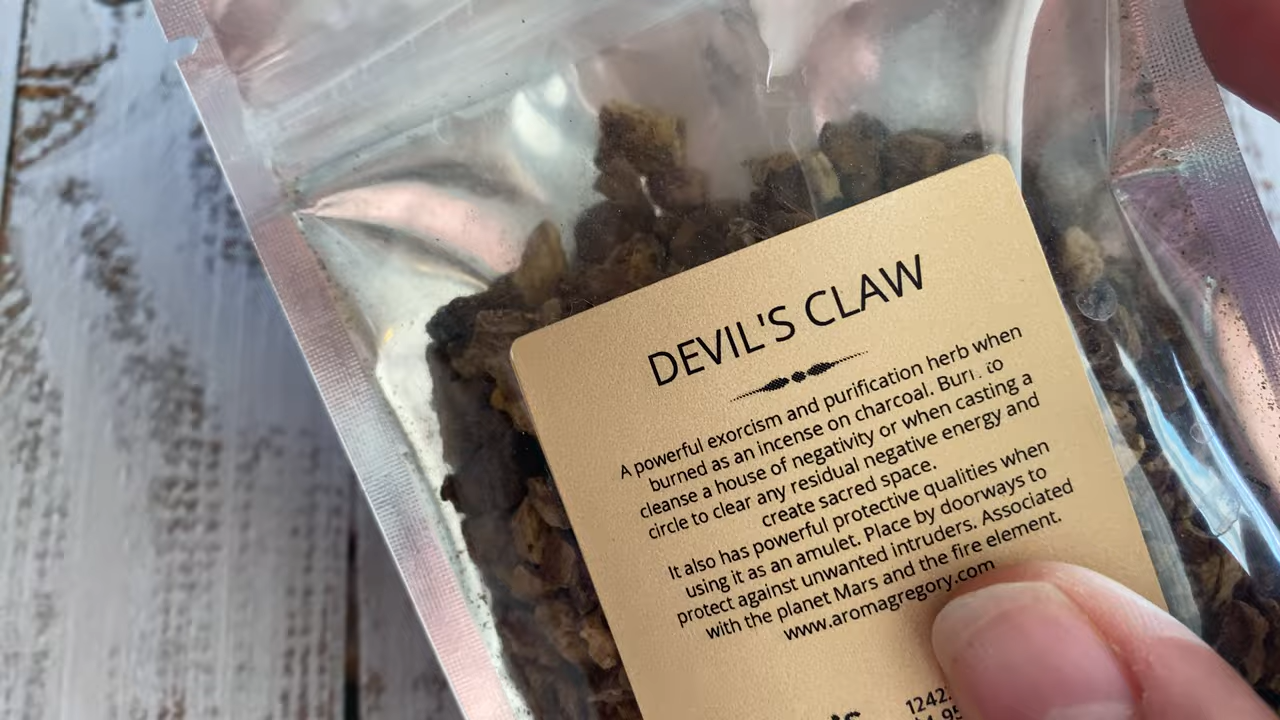 DEVIL'S CLAW
A powerful exorcism and purification herb when
burned as an incense on charcoal. Burn to
cleanse a house of negativity or when casting a
circle to clear any residual negative energy and
create sacred space.
It also has powerful protective qualities when
using it as an amulet. Place by doorways to
protect against unwanted intruders. Associated
with the planet Mars and the fire element.
www.aromagregory.com
1242.